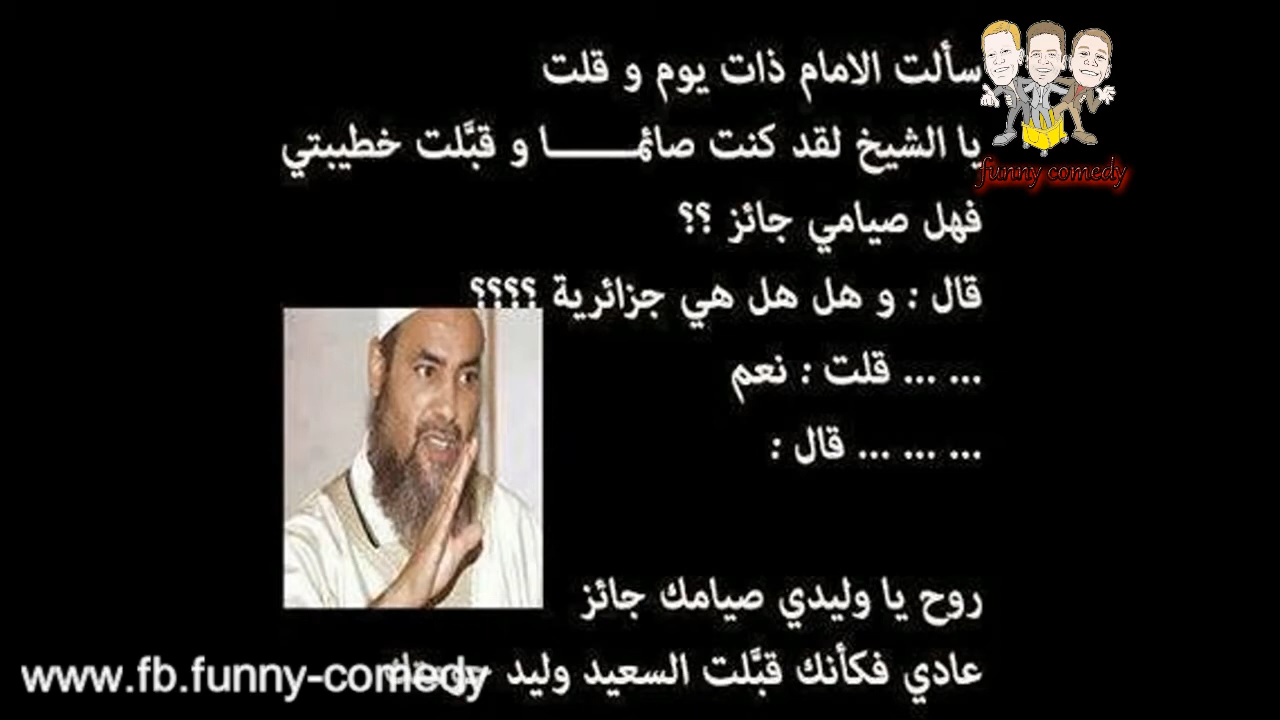 سألت الامام ذات يوم و قلت
يا الشيخ لقد كنت صائمـــــــا و قبَّلت خطيبتي
فهل صيامي جائز ؟؟
قال : و هل هل هي جزائرية ؟؟؟؟
... ... قلت : نعم
... ... ... قال :
روح يا وليدي صيامك جائز
عادي فكأنك قبَّلت السعيد وليد
funny comedy
www.fb.funny-comedy